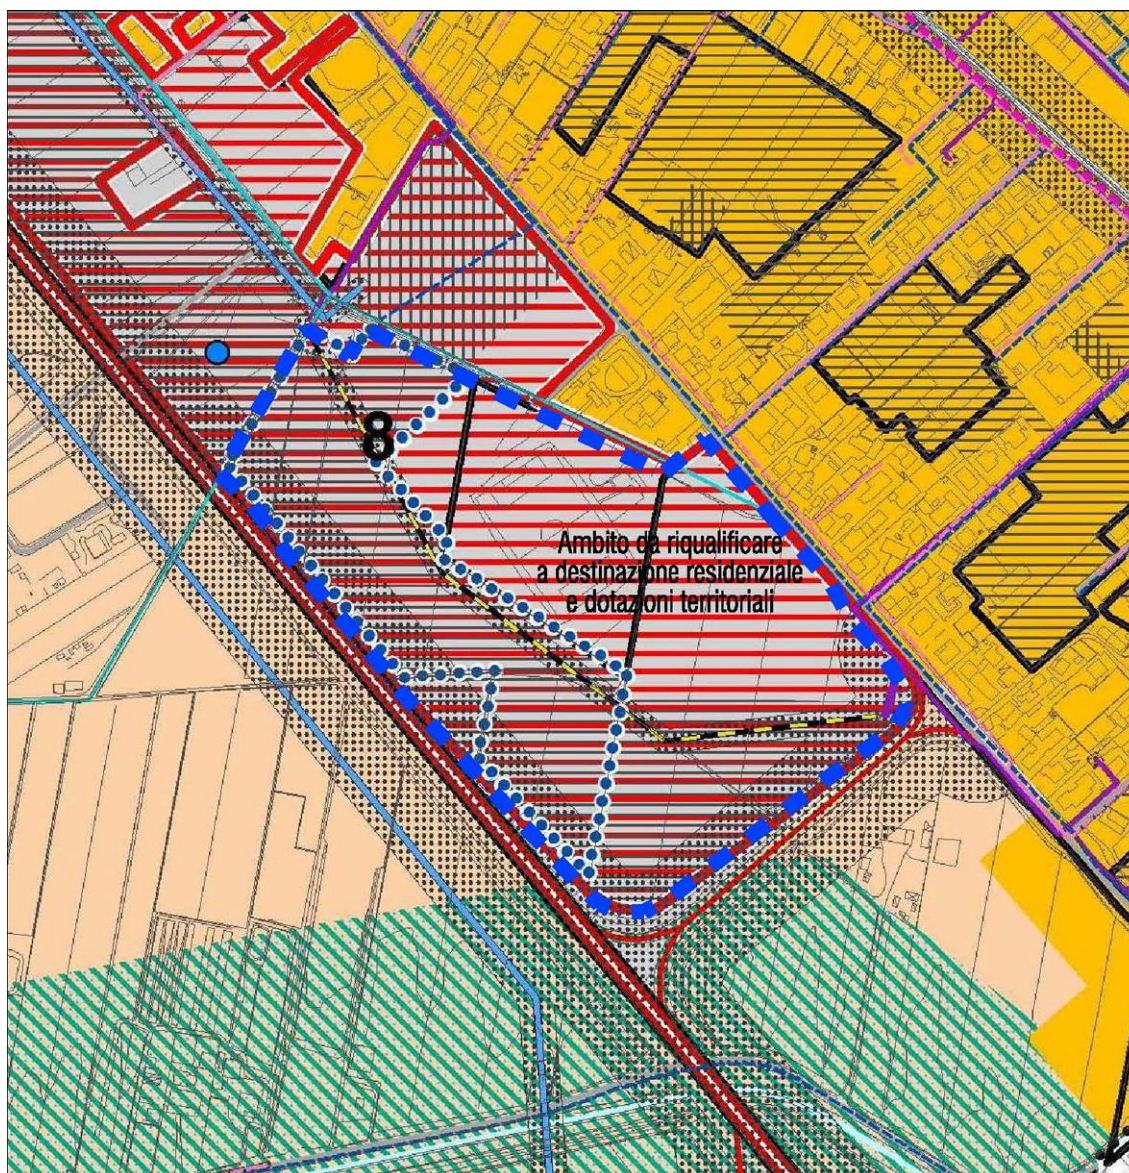 8
Ambito da riqualificare
a destinazione residenziale
e dotazioni territoriali